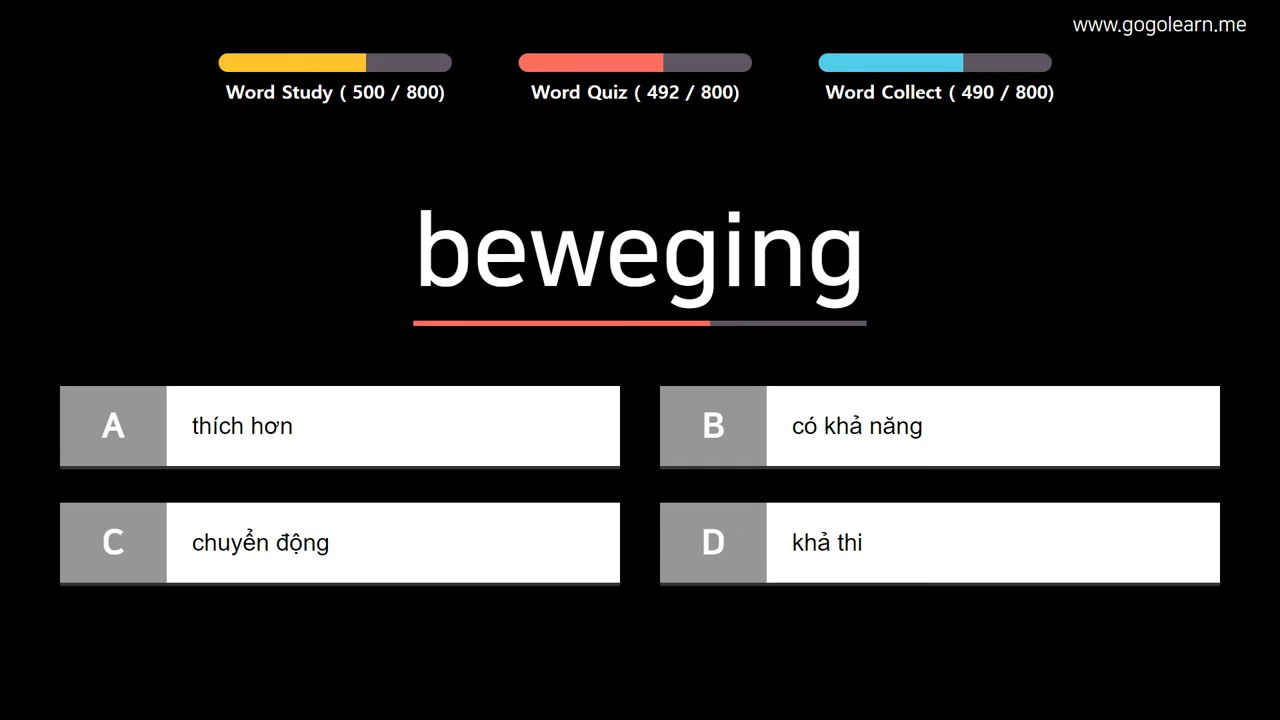 www.gogolearn.me
Word Study ( 500 / 800)
Word Quiz ( 492 / 800)
Word Collect ( 490 / 800)
beweging
A thích hơn
B có khả năng
C chuyển động
D khả thi